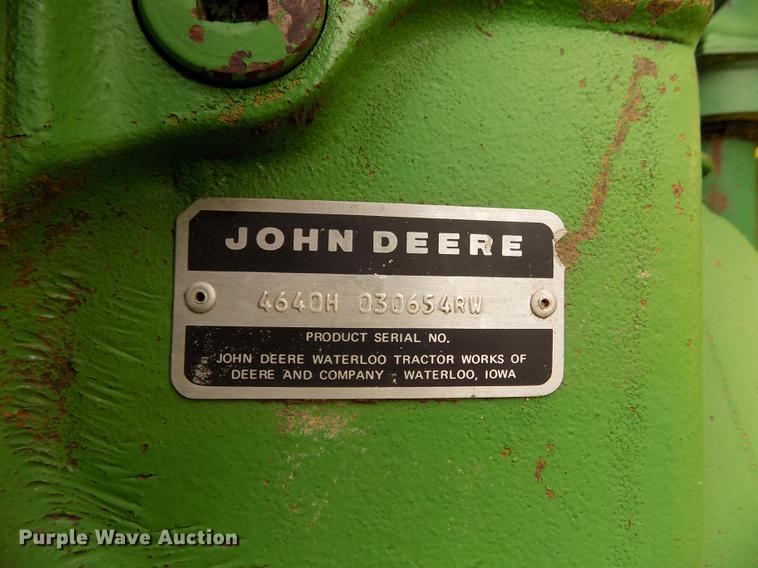 JOHN DEERE
4640H 030654RW
PRODUCT SERIAL NO.
JOHN DEERE WATERLOO TRACTOR WORKS OF
DEERE AND COMPANY WATERLOO, IOWA
Purple Wave Auction